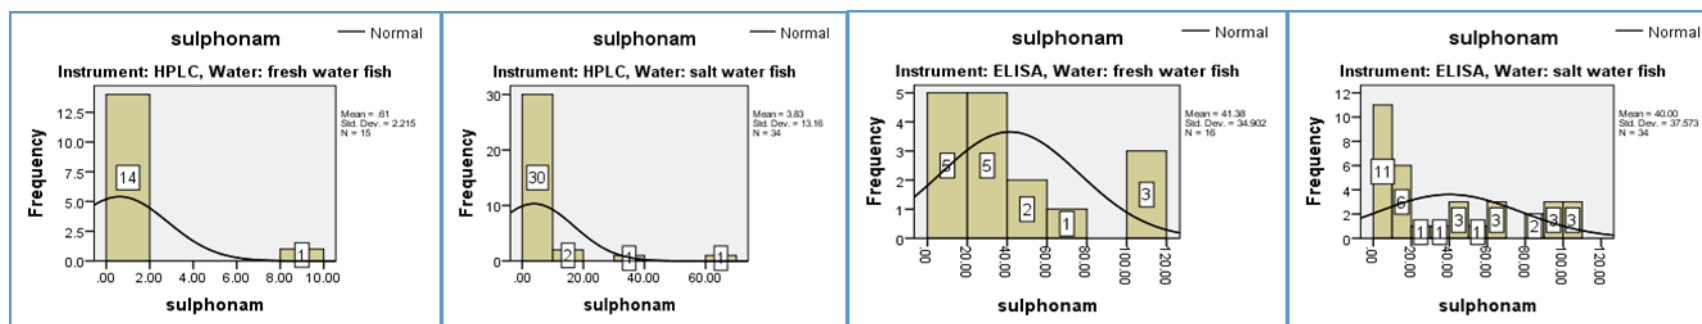 sulphonam
Normal
Instrument: HPLC, Water: fresh water fish
Mean = .61
Std. Dev. = 2.215
N = 15
Frequency
12.5
10.0
7.5
5.0
2.5
0.0
14
1
.00 2.00 4.00 6.00 8.00 10.00
sulphonam
sulphonam
Normal
Instrument: HPLC, Water: salt water fish
Mean = 3.83
Std. Dev. = 13.16
N = 34
Frequency
30
20
10
0
30
2
1
1
.00 20.00 40.00 60.00
sulphonam
sulphonam
Normal
Instrument: ELISA, Water: fresh water fish
Mean = 41.38
Std. Dev. = 34.902
N = 16
Frequency
5
4
3
2
1
0
5
5
2
1
3
.00 20.00 40.00 60.00 80.00 100.00 120.00
sulphonam
sulphonam
Normal
Instrument: ELISA, Water: salt water fish
Mean = 40.00
Std. Dev. = 37.573
N = 34
Frequency
12
10
8
6
4
2
0
11
6
1
1
3
1
3
2
3
3
.00 20.00 40.00 60.00 80.00 100.00 120.00
sulphonam